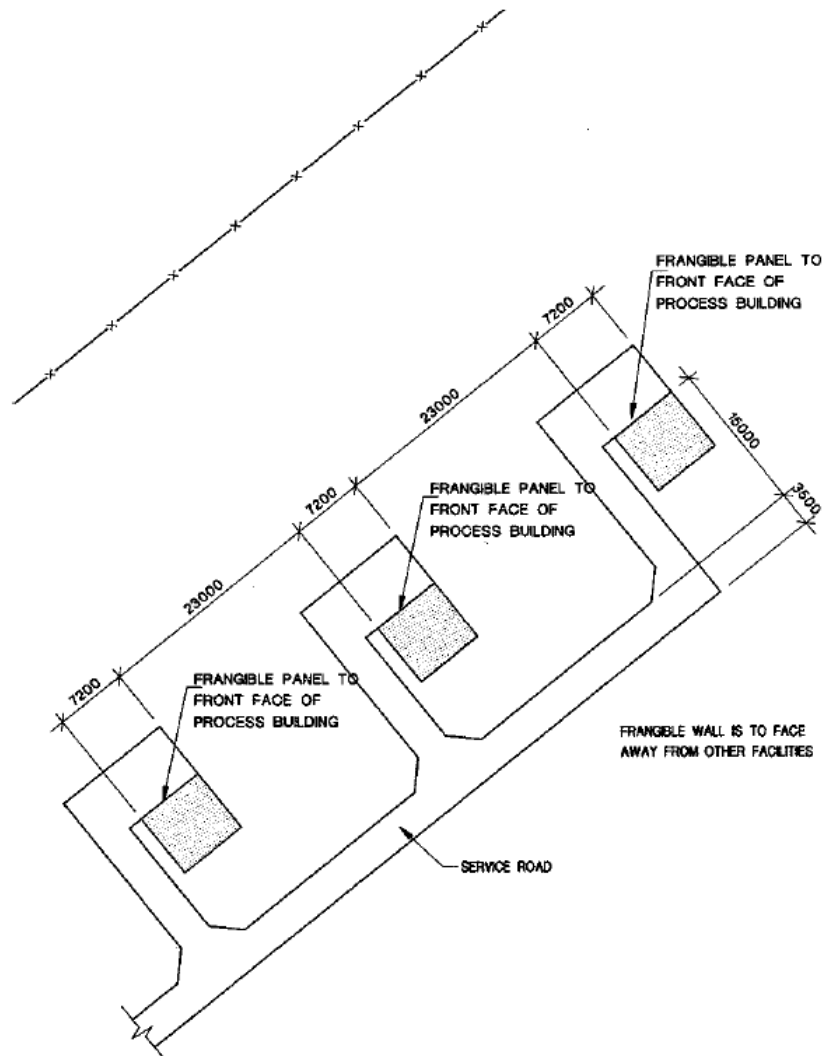 FRANGIBLE PANEL TO
FRONT FACE OF
PROCESS BUILDING
7200
23000
15000
3500
7200
FRANGIBLE PANEL TO
FRONT FACE OF
PROCESS BUILDING
23000
7200
FRANGIBLE PANEL TO
FRONT FACE OF
PROCESS BUILDING
FRANGIBLE WALL IS TO FACE
AWAY FROM OTHER FACILITIES
SERVICE ROAD